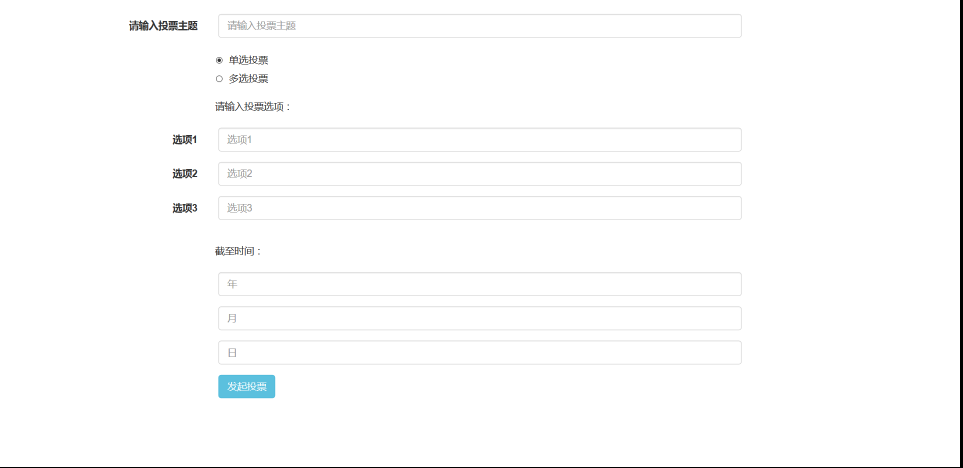 请输入投票主题 请输入投票主题
单选投票
多选投票
请输入投票选项：
选项1 选项1
选项2 选项2
选项3 选项3
截至时间：
年
月
日
发起投票